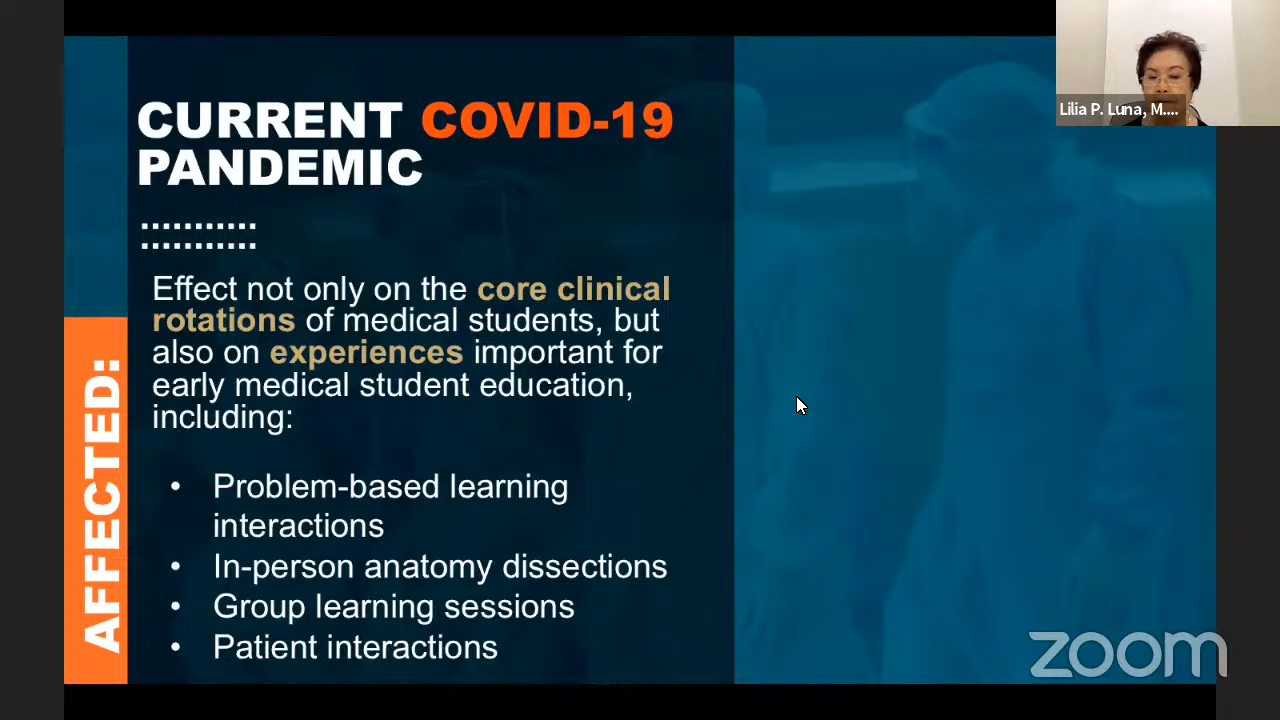 CURRENT COVID-19
PANDEMIC
Effect not only on the core clinical
rotations of medical students, but
also on experiences important for
early medical student education,
including:
• Problem-based learning
interactions
• In-person anatomy dissections
• Group learning sessions
• Patient interactions
AFFECTED:
Lilia P. Luna, M....
zoom